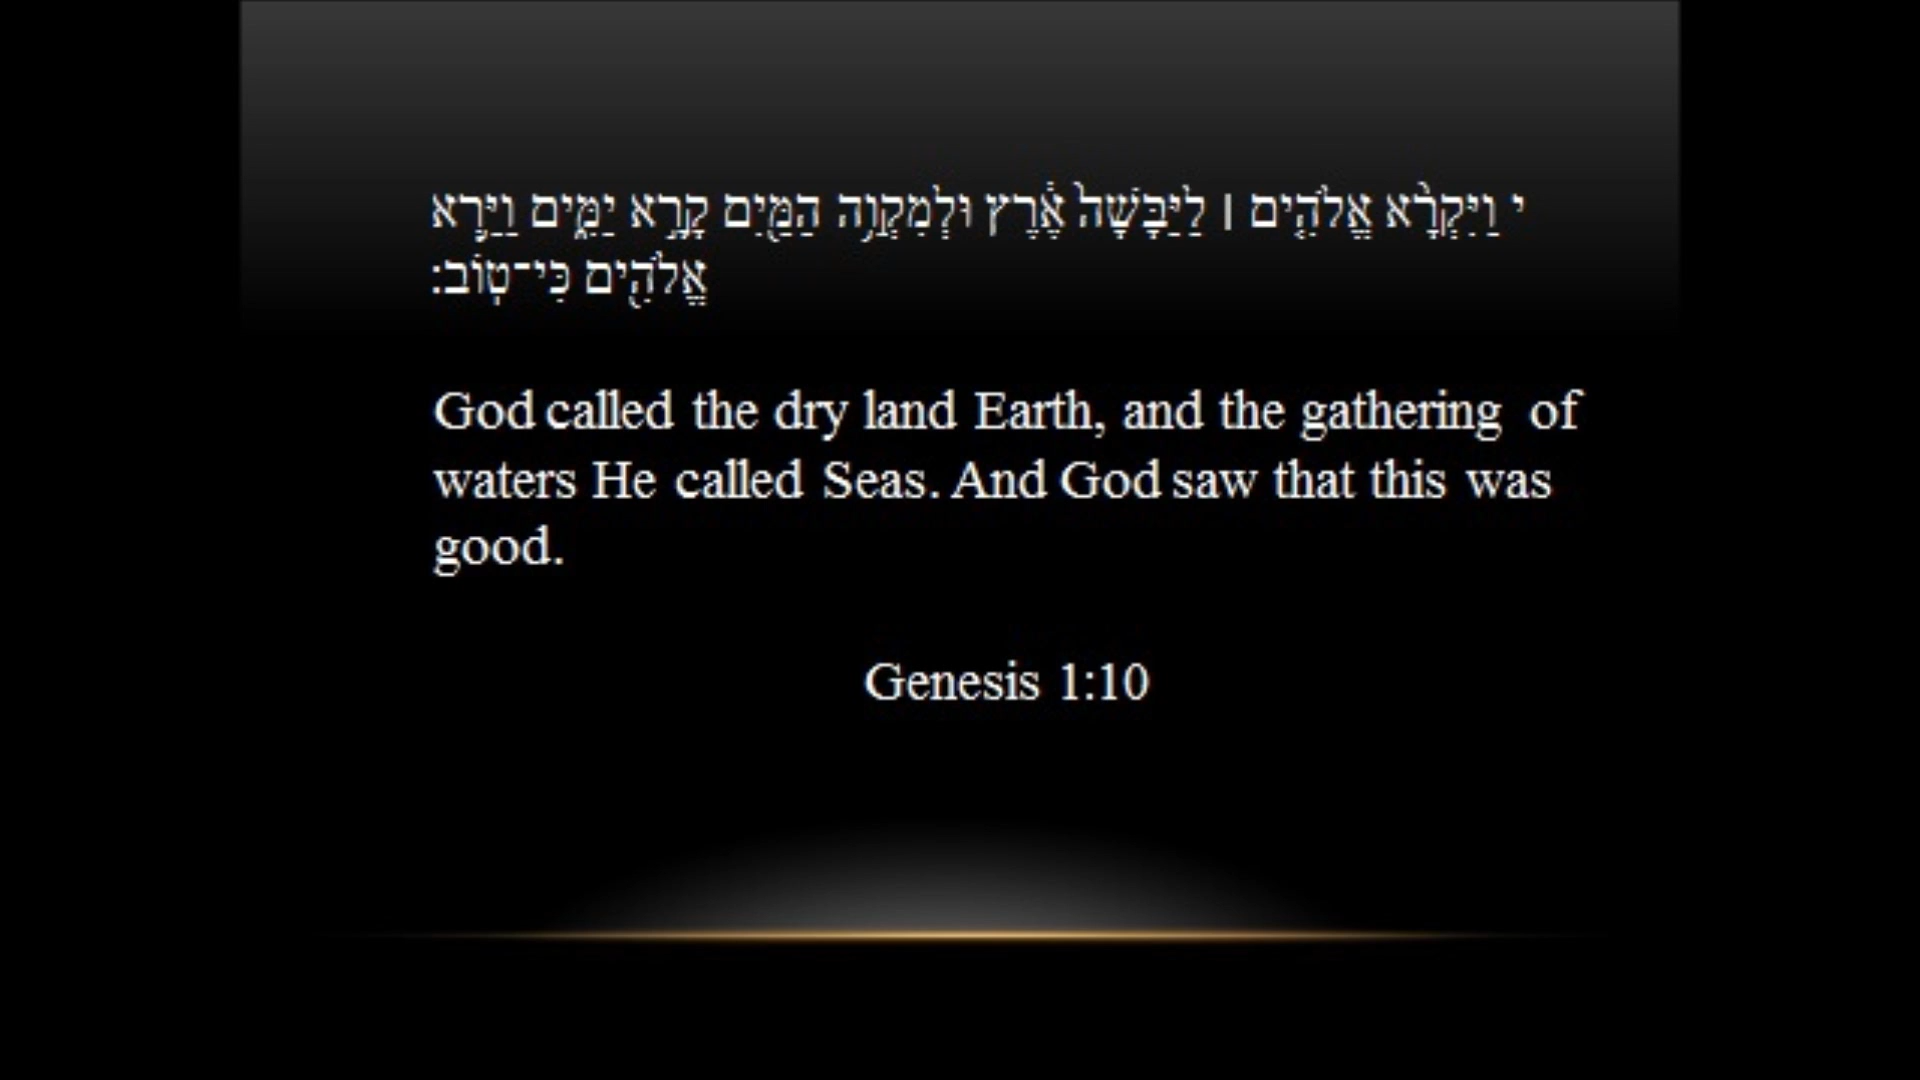 י וַיִּקְרָ֨א אֱלֹהִ֤ים ׀ לַיַּבָּשָׁה֙ אֶ֔רֶץ וּלְמִקְוֵ֥ה הַמַּ֖יִם קָרָ֣א יַמִּ֑ים וַיַּ֥רְא
אֱלֹהִ֖ים כִּי־טֽוֹב׃
God called the dry land Earth, and the gathering of
waters He called Seas. And God saw that this was
good.
Genesis 1:10